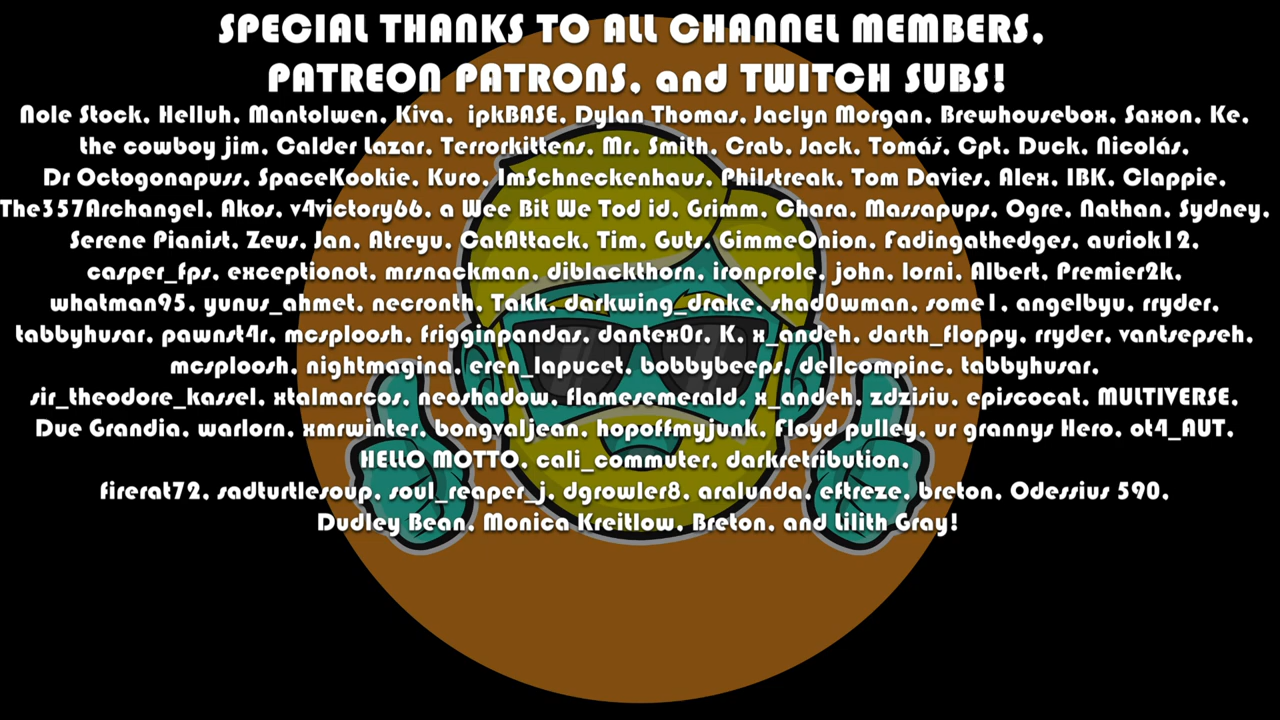 SPECIAL THANKS TO ALL CHANNEL MEMBERS,
PATREON PATRONS, and TWITCH SUBS!
Nole Stock, Helluh, Mantolwen, Kiva, ipkBASE, Dylan Thomas, Jaclyn Morgan, Brewhousebox, Saxon, Ke,
the cowboy jim, Calder Lazar, Terrorkittens, Mr. Smith, Crab, Jack, Tomáš, Cpt. Duck, Nicolás,
Dr Octogonapuss, SpaceKookie, Kuro, ImSchneckenhaus, Philstreak, Tom Davies, Alex, IBK, Clappie,
The357Archangel, Akos, v4victory66, a Wee Bit We Tod id, Grimm, Chara, Massapups, Ogre, Nathan, Sydney,
Serene Pianist, Zeus, Jan, Atreyu, CatAttack, Tim, Guts, GimmeOnion, Fadingathedges, auriok12,
casper_fps, exceptionot, mrsnackman, diblackthorn, ironprole, john, lorni, Albert, Premier2k,
whatman95, yunus_ahmet, necronth, Takk, darkwing_drake, shad0wman, some1, angelbyu, rryder,
tabbyhusar, pawnst4r, mcsploosh, frigginpandas, dantex0r, K, x_andeh, darth_floppy, rryder, vantsepseh,
mcsploosh, nightmagina, eren_lapucet, bobbybeeps, dellcompinc, tabbyhusar,
sir_theodore_kassel, xtalmarcos, neoshadow, flamesemerald, x_andeh, zdzisiu, episcocat, MULTIVERSE,
Due Grandia, warlorn, xmrwinter, bongvaljean, hopoffmyjunk, Floyd pulley, ur grannys Hero, ot4_AUT,
HELLO MOTTO, cali_commuter, darkretribution,
firerat72, sadturtlesoup, soul_reaper_j, dgrowler8, aralunda, eftreze, breton, Odessius 590,
Dudley Bean, Monica Kreitlow, Breton, and Lilith Gray!